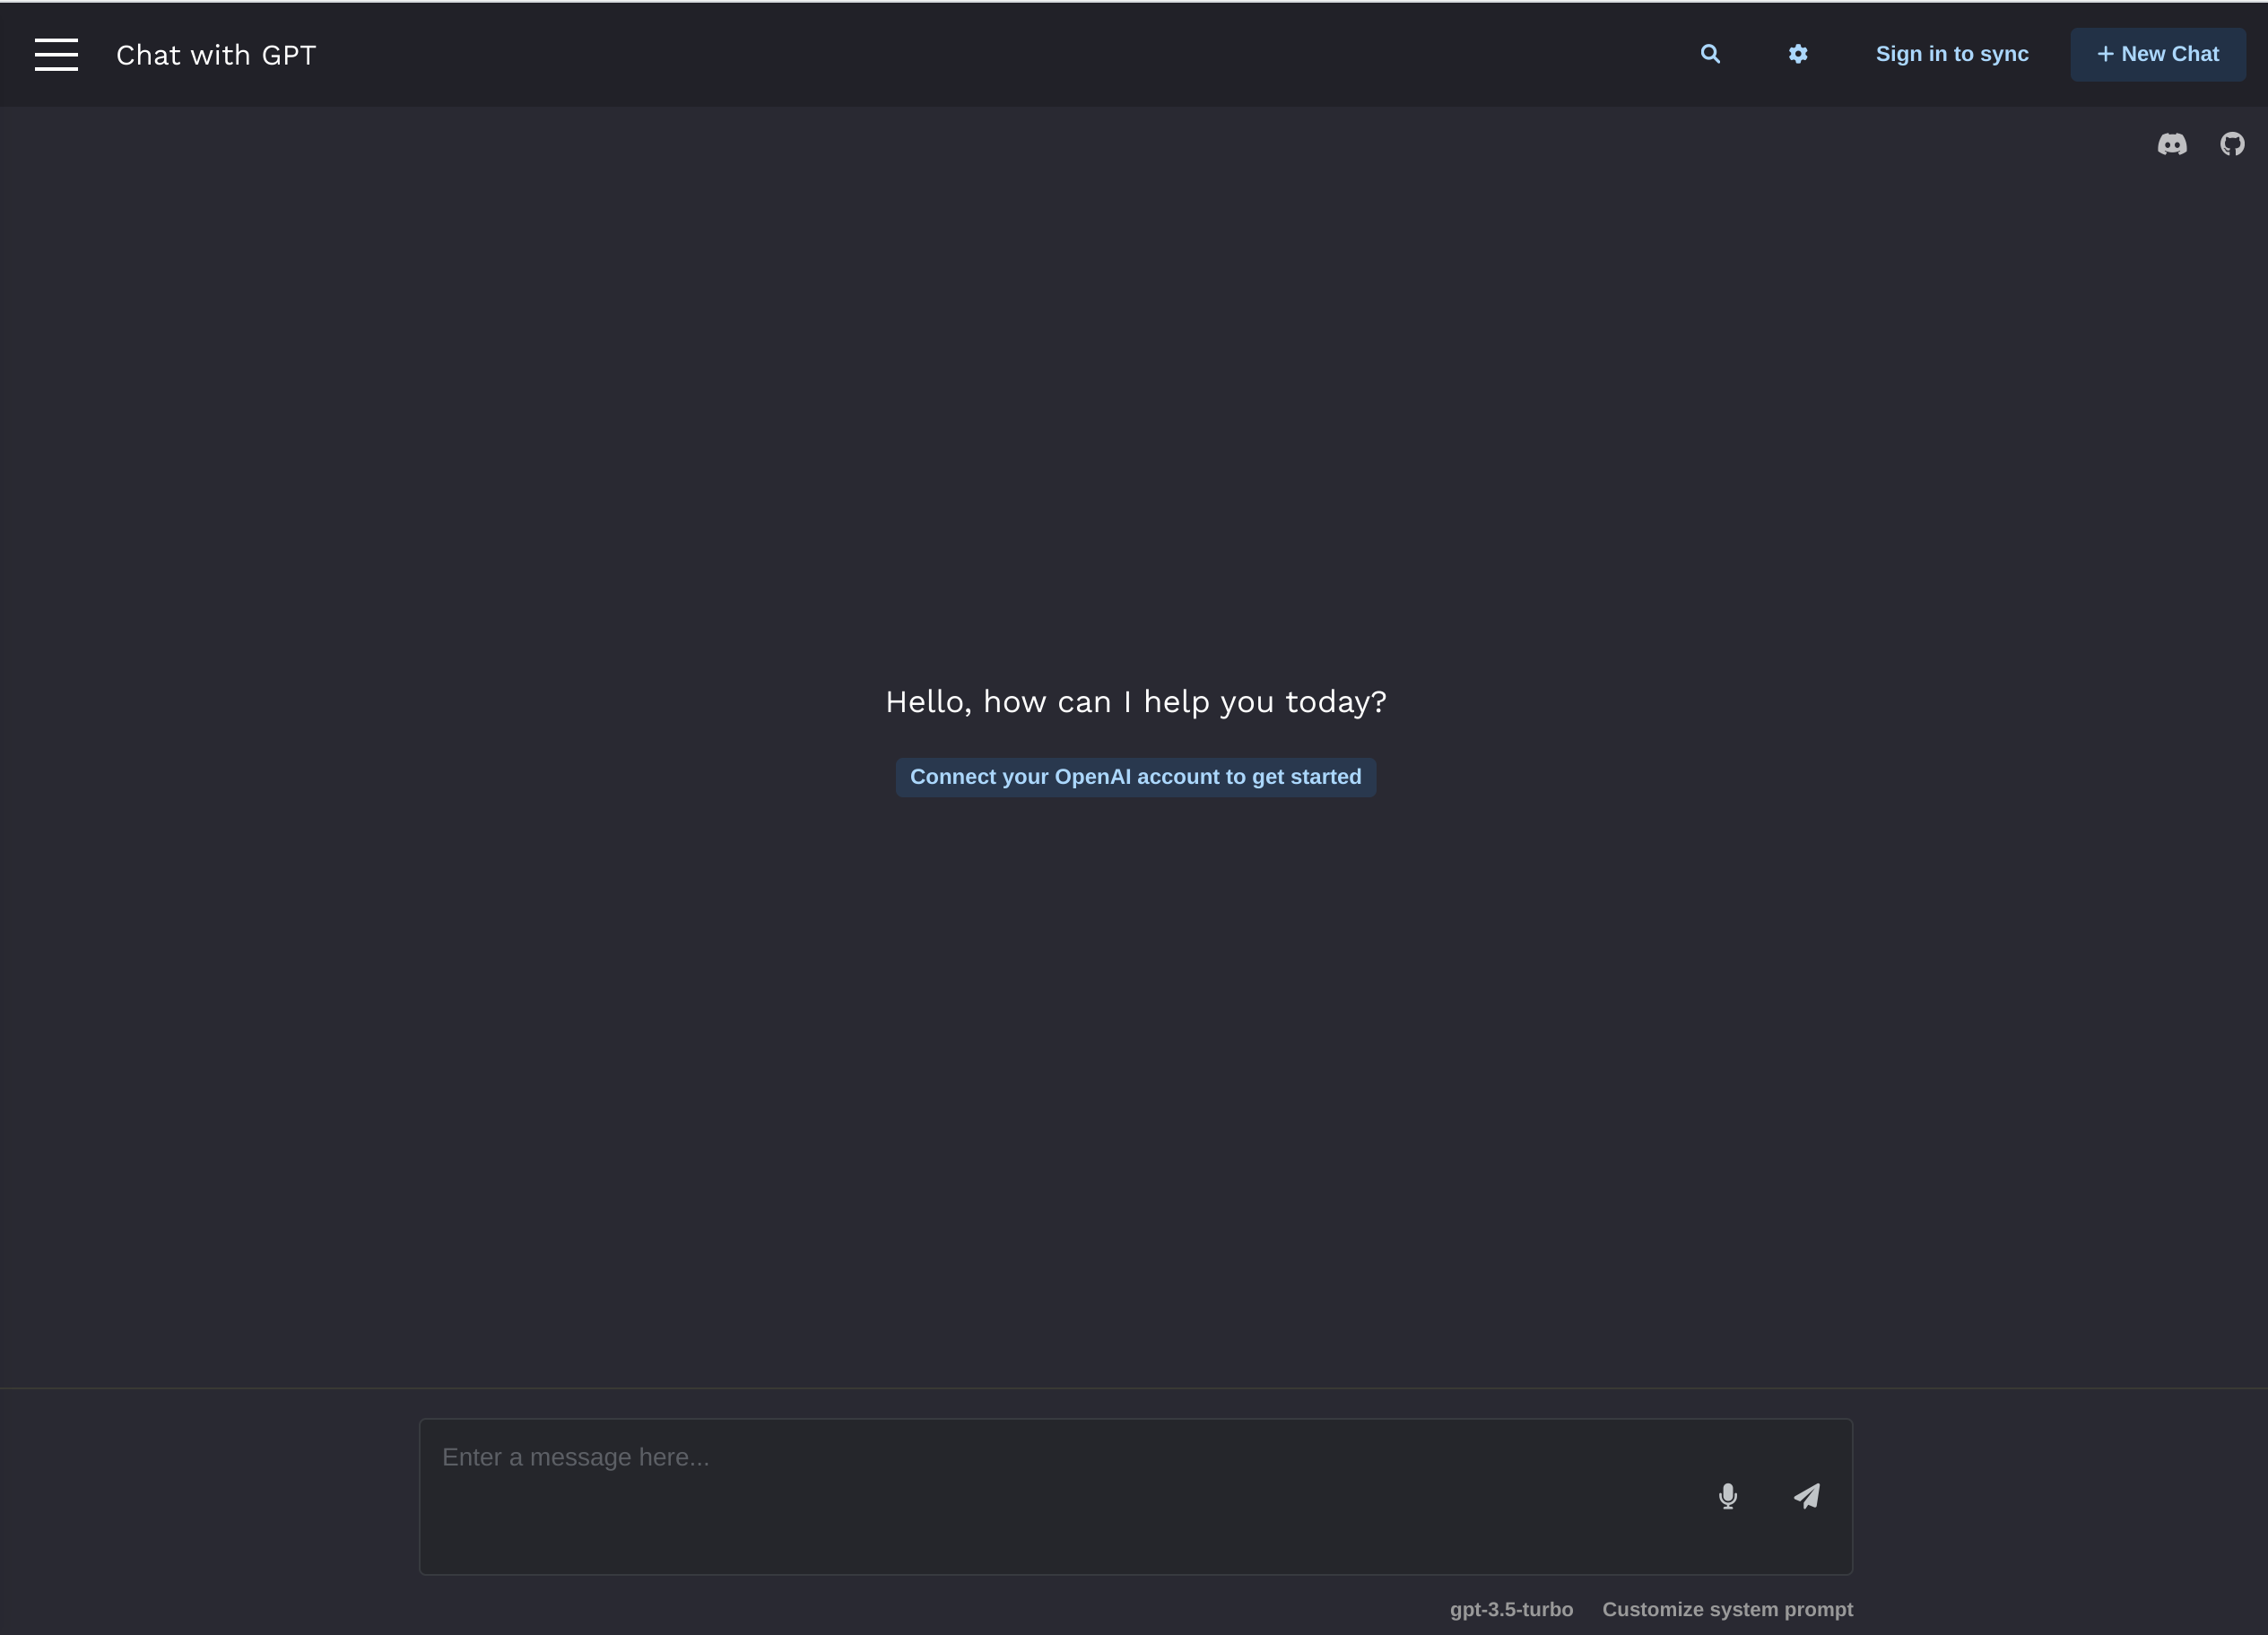 Chat with GPT
Sign in to sync
+ New Chat
Hello, how can I help you today?
Connect your OpenAI account to get started
Enter a message here...
gpt-3.5-turbo
Customize system prompt